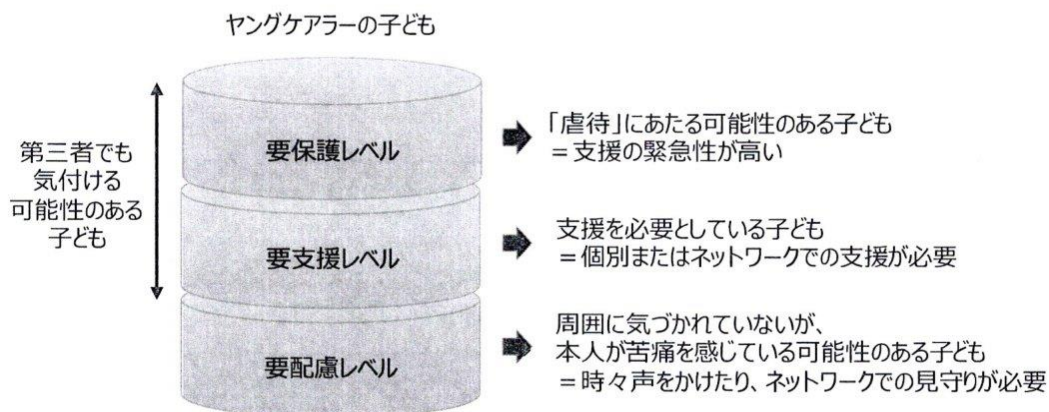 ヤングケアラーの子ども
第三者でも
気付ける
可能性のある
子ども
要保護レベル
「虐待」にあたる可能性のある子ども
＝支援の緊急性が高い
要支援レベル
支援を必要としている子ども
＝個別またはネットワークでの支援が必要
要配慮レベル
周囲に気づかれていないが、
本人が苦痛を感じている可能性のある子ども
＝時々声をかけたり、ネットワークでの見守りが必要